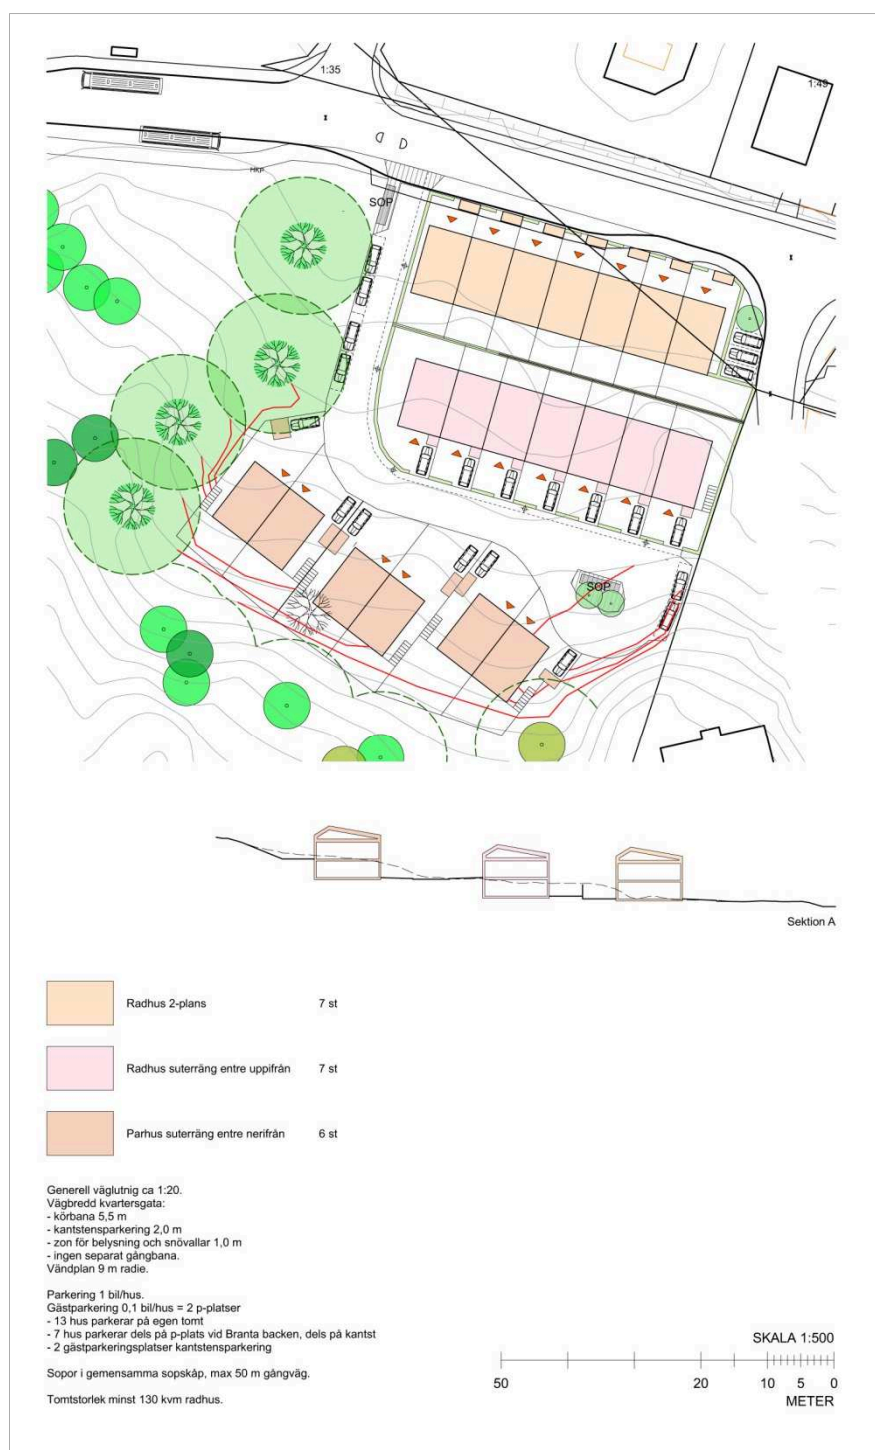 1:35
1:49
HKP
SOP
SOP
Sektion A
Radhus 2-plans 7 st
Radhus suterräng entre uppifrån 7 st
Parhus suterräng entre nerifrån 6 st
Generell väglutnig ca 1:20.
Vägbredd kvartersgata:
- körbana 5,5 m
- kantstensparkering 2,0 m
- zon för belysning och snövallar 1,0 m
- ingen separat gångbana.
Vändplan 9 m radie.
Parkering 1 bil/hus.
Gästparkering 0,1 bil/hus = 2 p-platser
- 13 hus parkerar på egen tomt
- 7 hus parkerar dels på p-plats vid Branta backen, dels på kantst
- 2 gästparkeringsplatser kantstensparkering
Sopor i gemensamma sopskåp, max 50 m gångväg.
Tomtstorlek minst 130 kvm radhus.
SKALA 1:500
50 20 10 5 0
METER